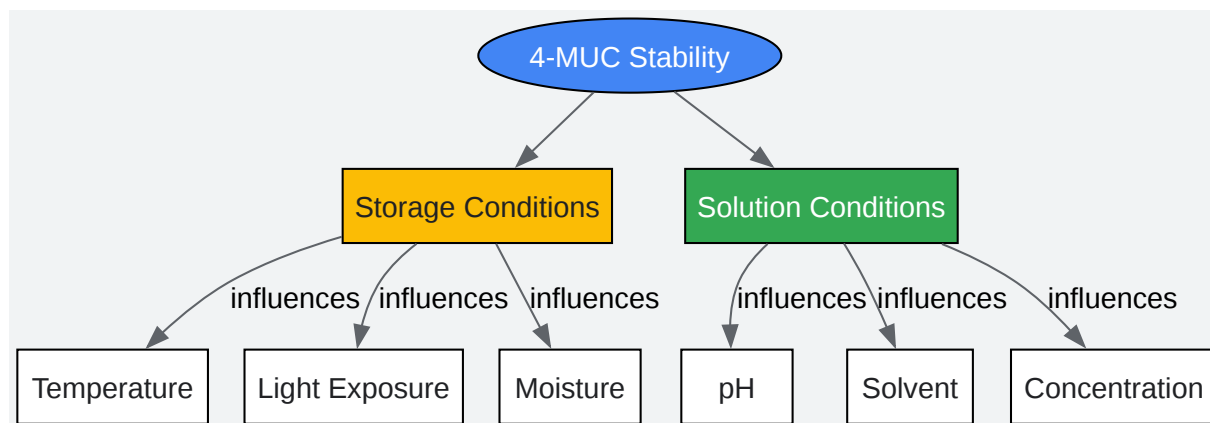 4-MUC Stability
Storage Conditions
Solution Conditions
influences
influences
influences
influences
influences
influences
Temperature
Light Exposure
Moisture
pH
Solvent
Concentration